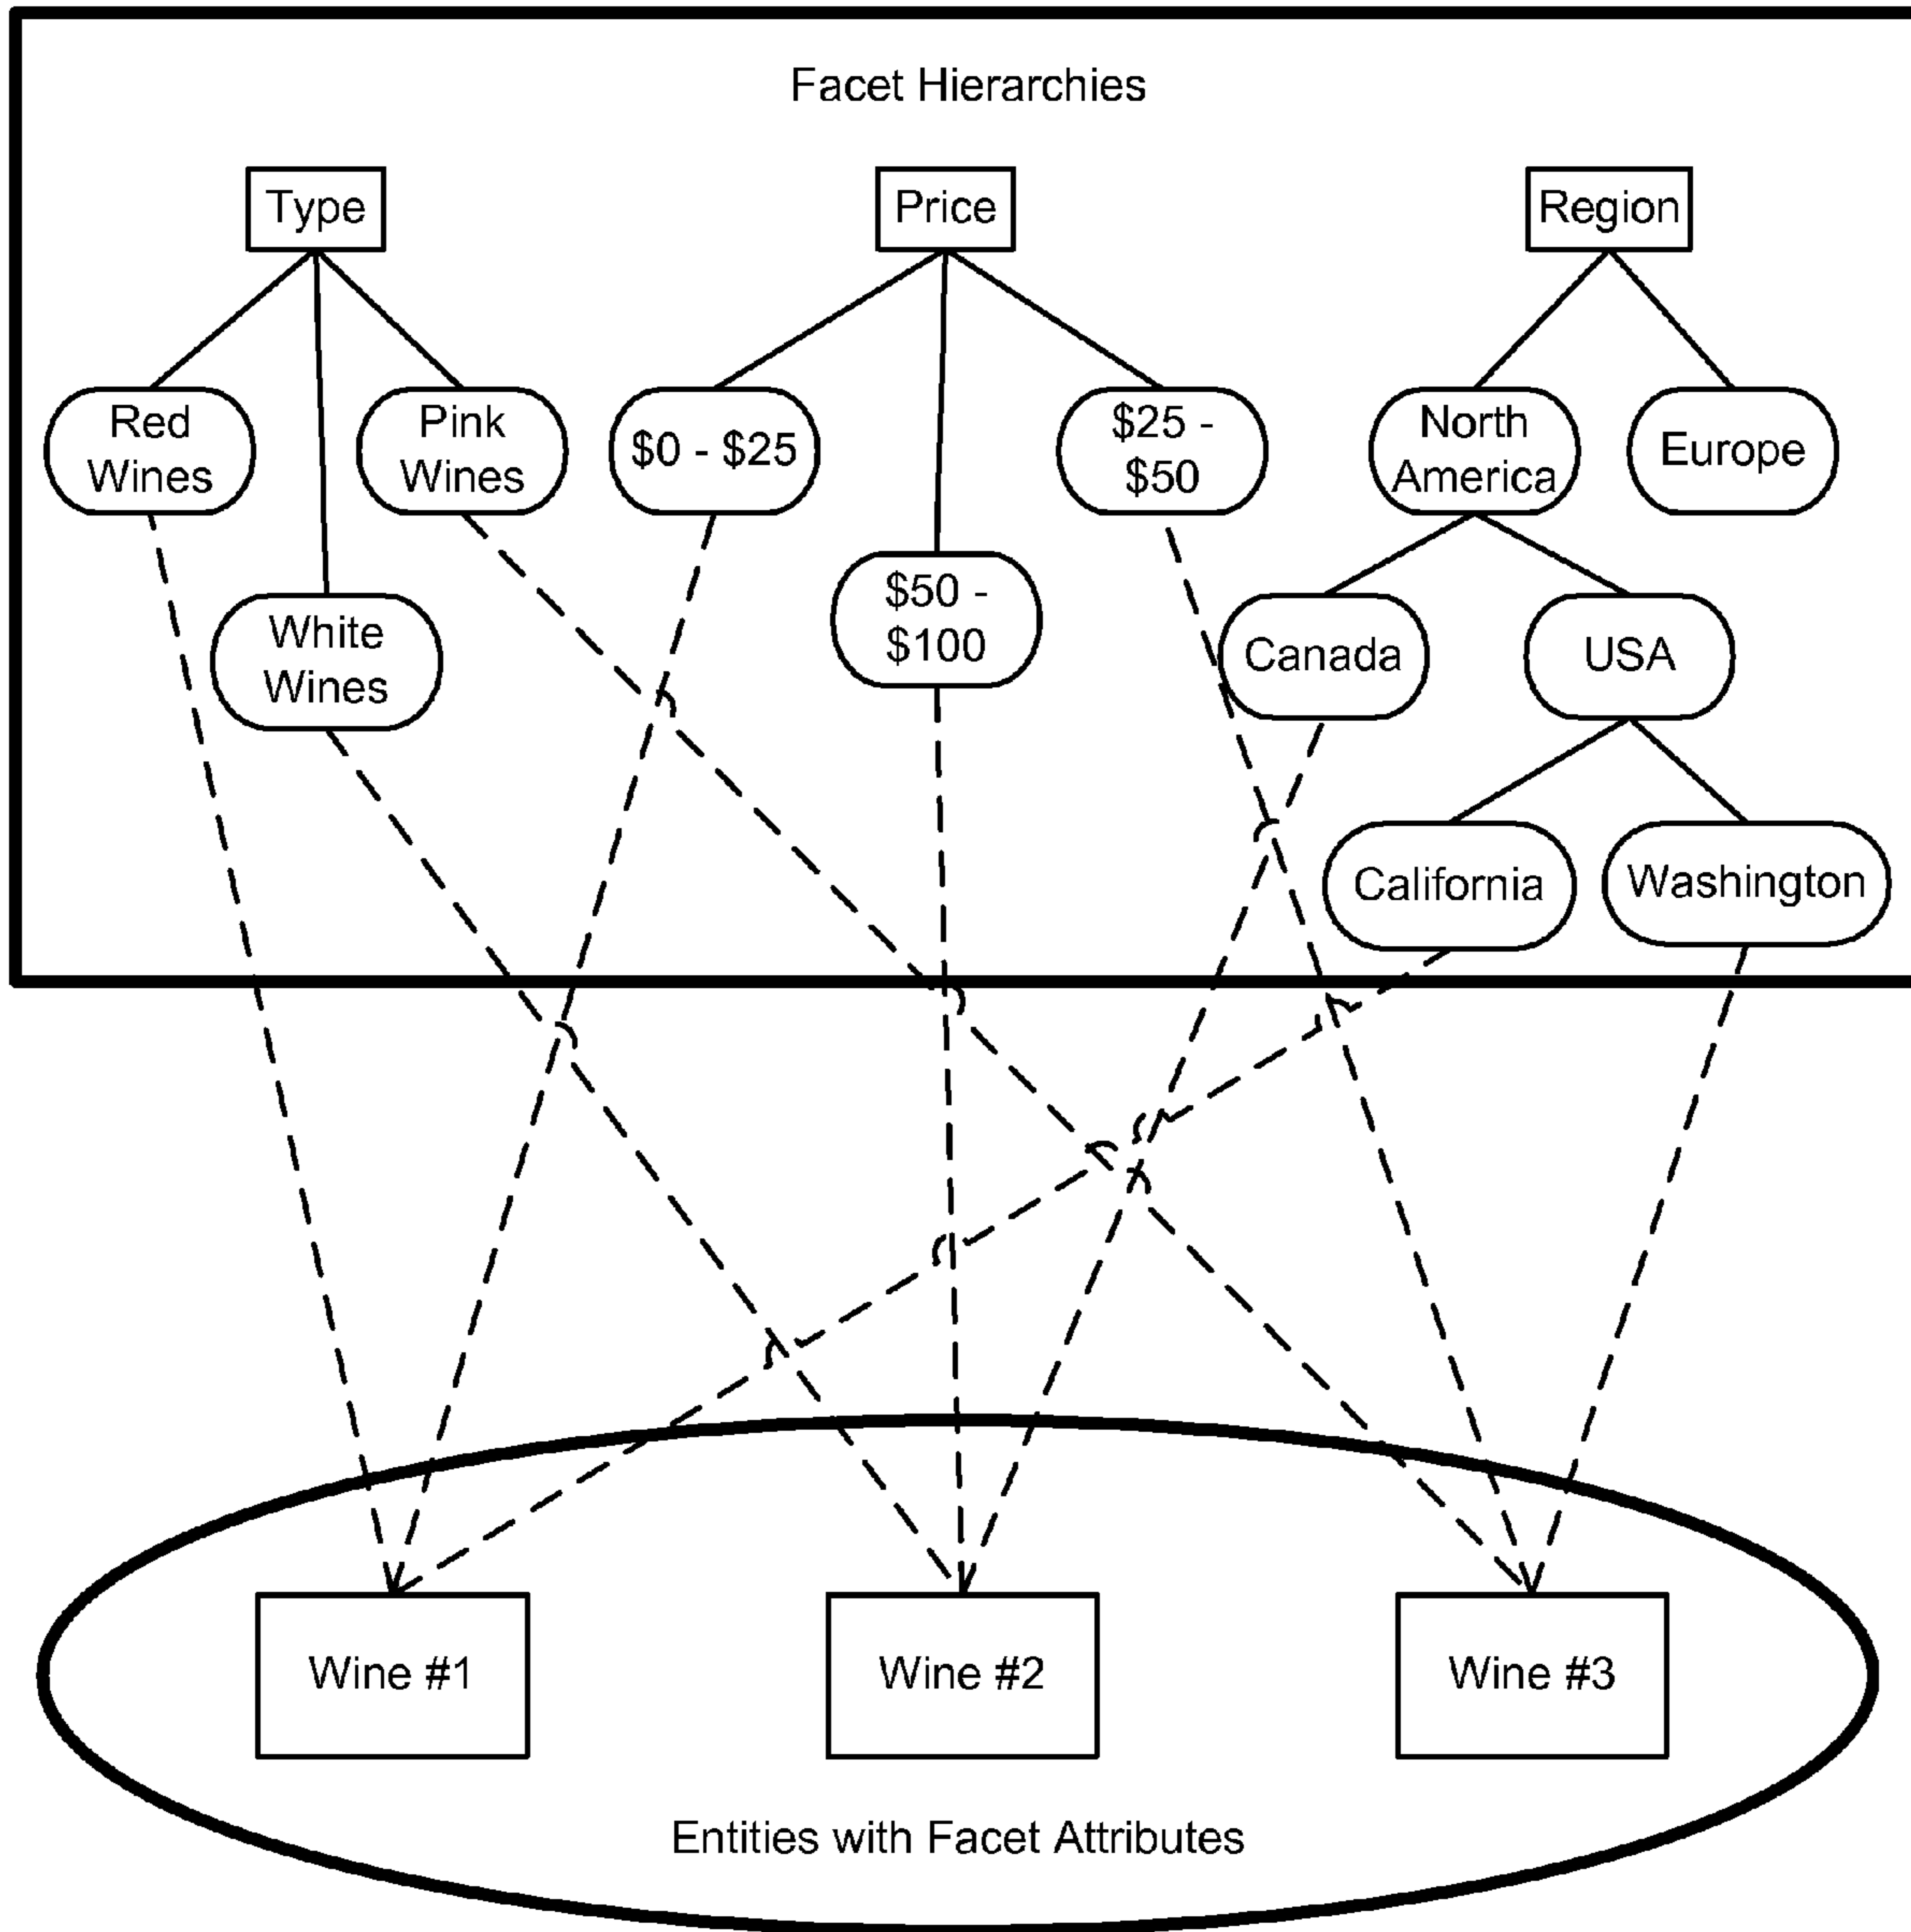 Facet Hierarchies
Type
Price
Region
Red
Wines
Pink
Wines
$0 - $25
$25 -
$50
North
America
Europe
White
Wines
$50 -
$100
Canada
USA
California
Washington
Wine #1
Wine #2
Wine #3
Entities with Facet Attributes